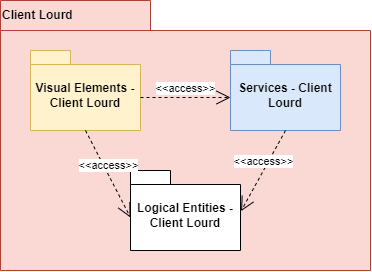 Client Lourd
Visual Elements -
Client Lourd
<<access>>
Services - Client
Lourd
<<access>>
<<access>>
Logical Entities -
Client Lourd